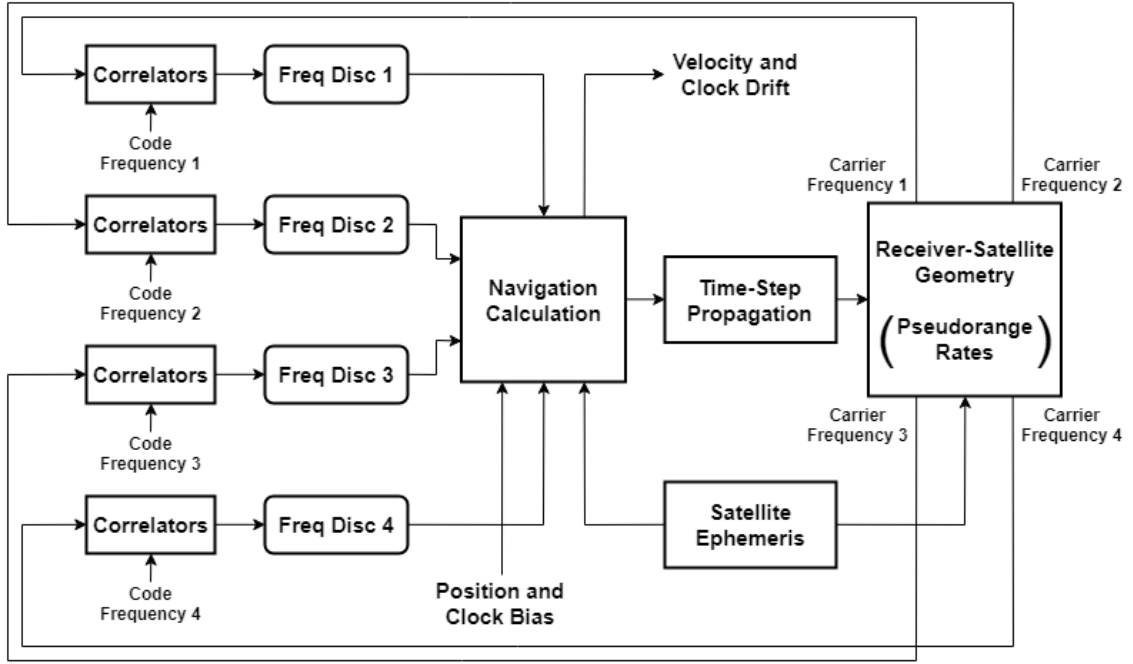 Correlators
Freq Disc 1
Velocity and
Clock Drift
Code
Frequency 1
Carrier
Frequency 1
Carrier
Frequency 2
Correlators
Freq Disc 2
Code
Frequency 2
Navigation
Calculation
Time-Step
Propagation
Receiver-Satellite
Geometry
(Pseudorange
Rates)
Correlators
Freq Disc 3
Code
Frequency 3
Carrier
Frequency 3
Carrier
Frequency 4
Correlators
Freq Disc 4
Code
Frequency 4
Position and
Clock Bias
Satellite
Ephemeris